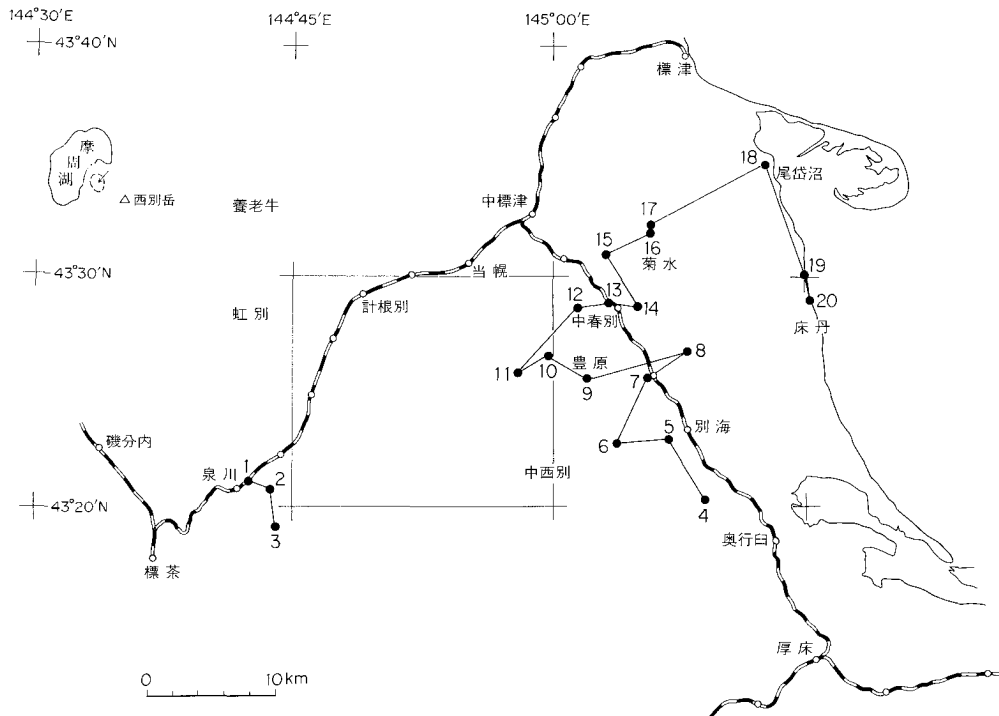 144°30′E
144°45′E
145°00′E
43°40′N
標津
摩周湖
△西別岳
養老牛
中標津
18
尾岱沼
17
16
菊水
15
43°30′N
当幌
19
20
床丹
計根別
虹別
12
13
14
中春別
豊原
8
11
10
9
7
磯分内
別海
5
6
泉川
1
2
中西別
4
43°20′N
3
奥行臼
標茶
厚床
0
10km